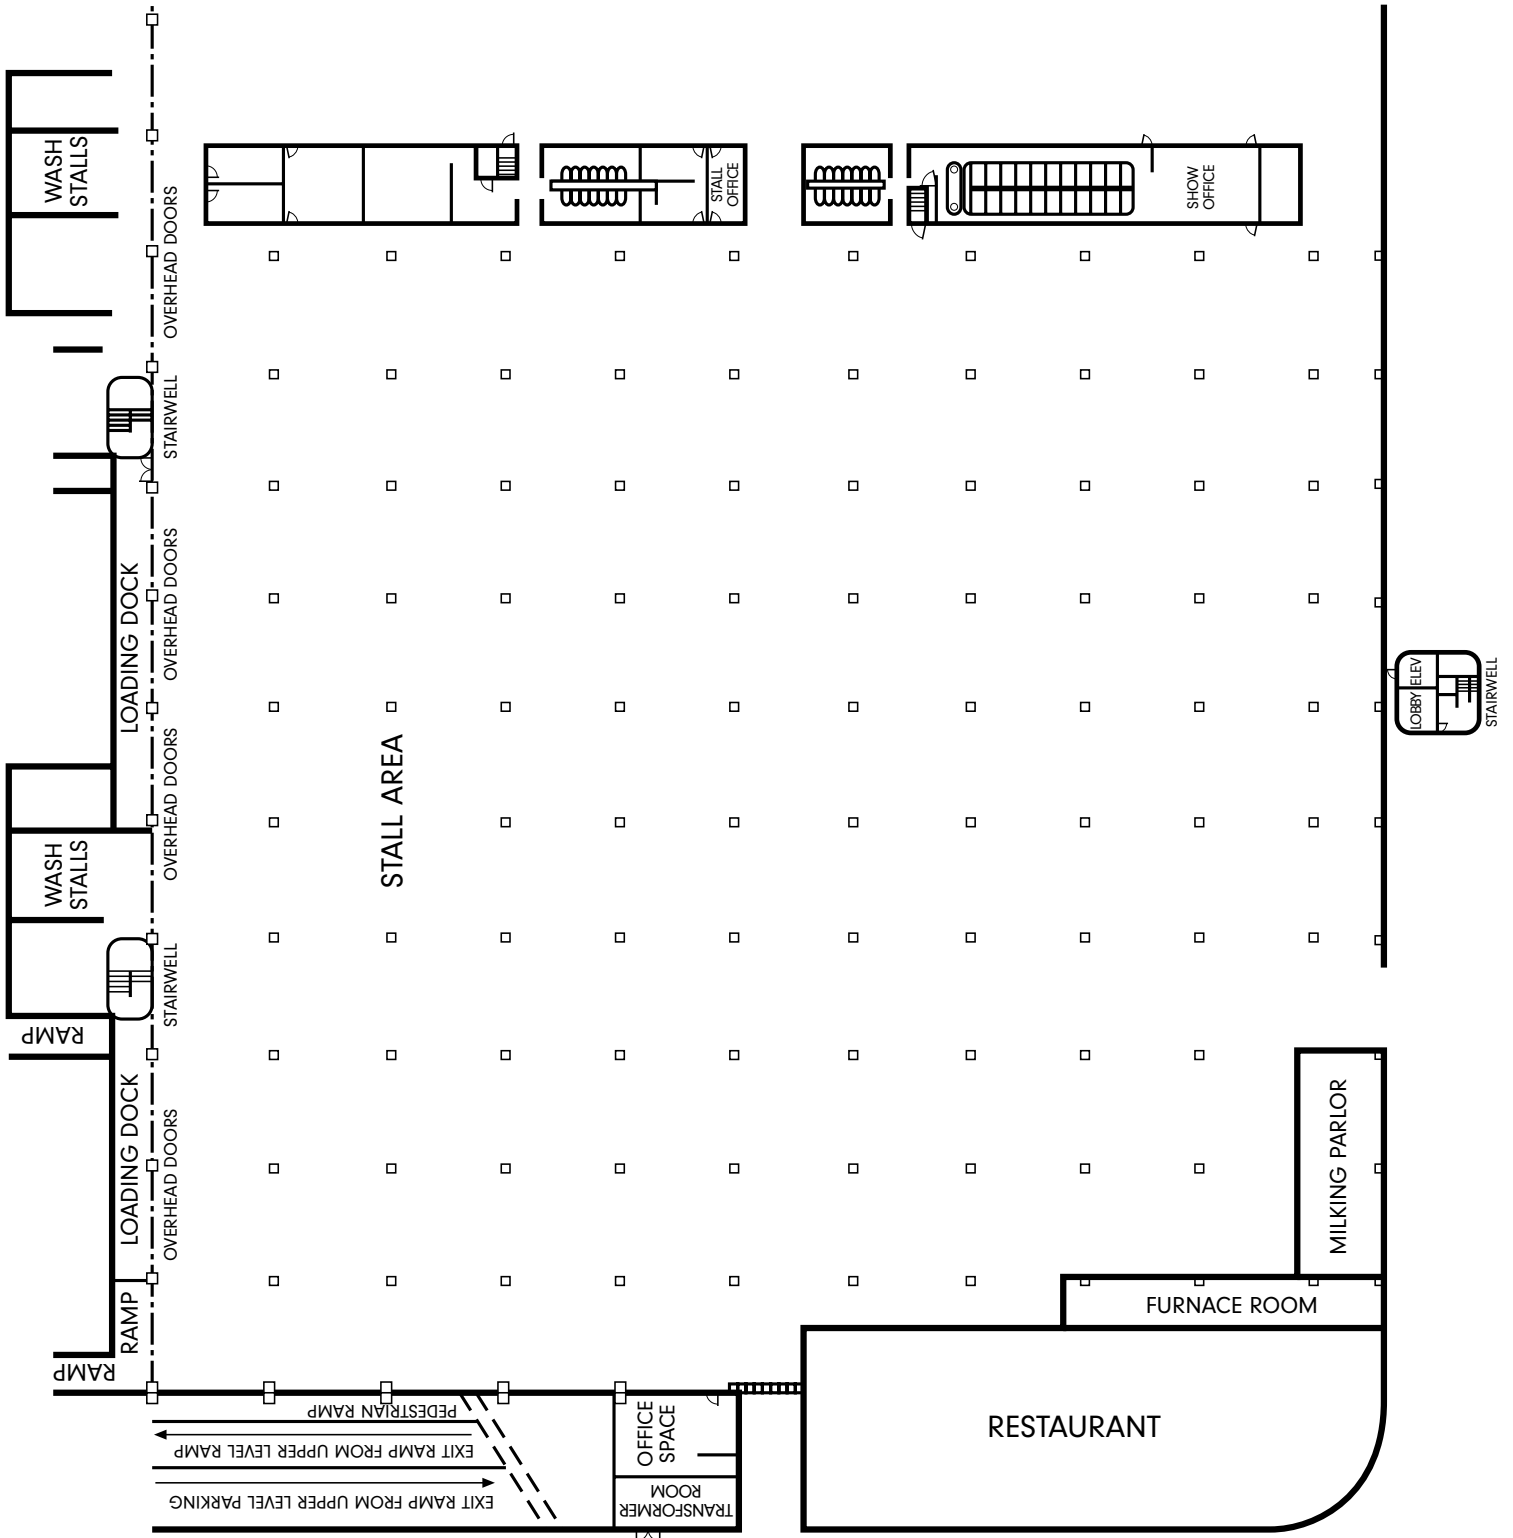 WASH
STALLS
OVERHEAD DOORS
STALL
OFFICE
SHOW
OFFICE
STAIRWELL
LOADING DOCK
OVERHEAD DOORS
LOBBY
ELEV
STAIRWELL
OVERHEAD DOORS
STALL AREA
WASH
STALLS
STAIRWELL
RAMP
LOADING DOCK
OVERHEAD DOORS
MILKING PARLOR
RAMP
FURNACE ROOM
RAMP
PEDESTRIAN RAMP
EXIT RAMP FROM UPPER LEVEL RAMP
EXIT RAMP FROM UPPER LEVEL PARKING
OFFICE
SPACE
TRANSFORMER
ROOM
RESTAURANT